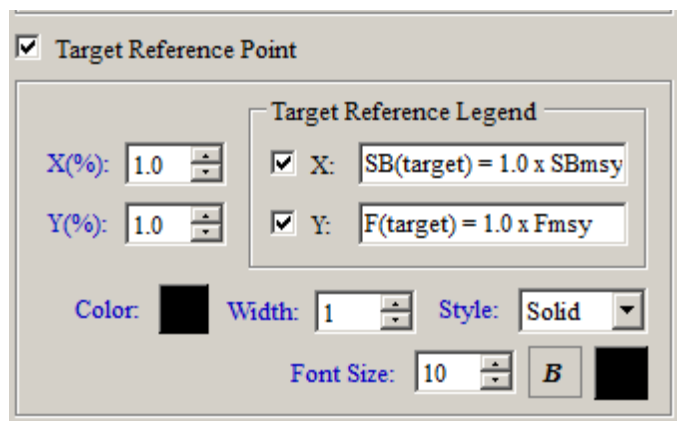 Target Reference Point
Target Reference Legend
X(%): 1.0 X: SB(target) = 1.0 x SBmsy
Y(%): 1.0 Y: F(target) = 1.0 x Fmsy
Color: Width: 1 Style: Solid
Font Size: 10 B